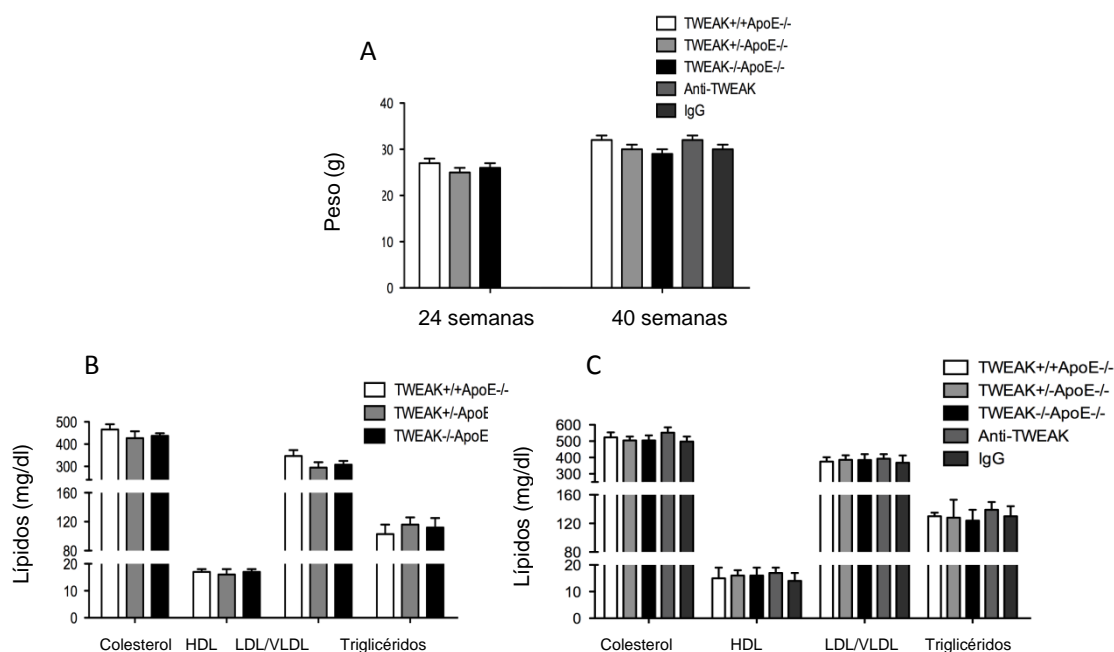 A
TWEAK+/+ApoE-/-
TWEAK+/-ApoE-/-
TWEAK-/-ApoE-/-
Anti-TWEAK
IgG
Peso (g)
40
30
20
10
0
24 semanas
40 semanas
B
TWEAK+/+ApoE-/-
TWEAK+/-ApoE
TWEAK-/-ApoE
Lípidos (mg/dl)
500
400
300
160
120
80
20
10
0
Colesterol
HDL
LDL/VLDL
Triglicéridos
C
TWEAK+/+ApoE-/-
TWEAK+/-ApoE-/-
TWEAK-/-ApoE-/-
Anti-TWEAK
IgG
Lípidos (mg/dl)
600
500
400
300
160
120
80
20
10
0
Colesterol
HDL
LDL/VLDL
Triglicéridos